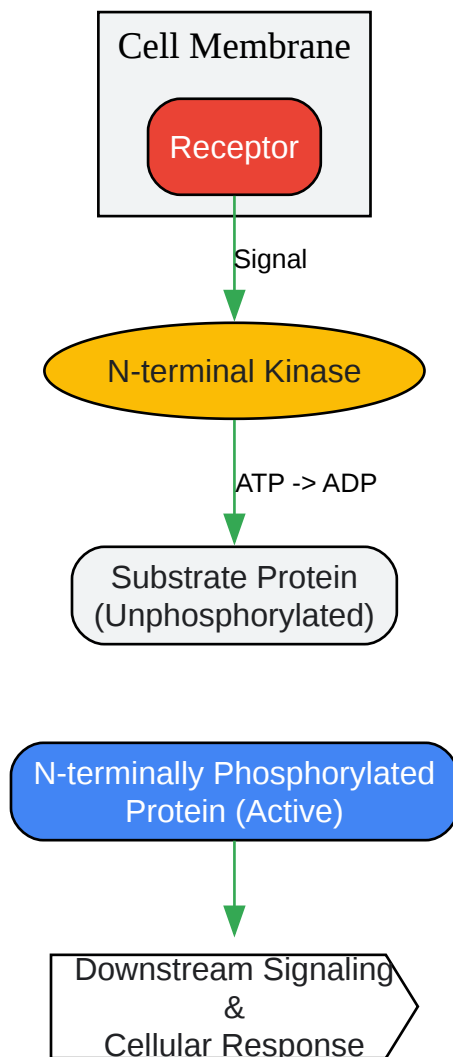 Cell Membrane
Receptor
Signal
N-terminal Kinase
ATP -> ADP
Substrate Protein
(Unphosphorylated)
N-terminally Phosphorylated
Protein (Active)
Downstream Signaling
&
Cellular Response